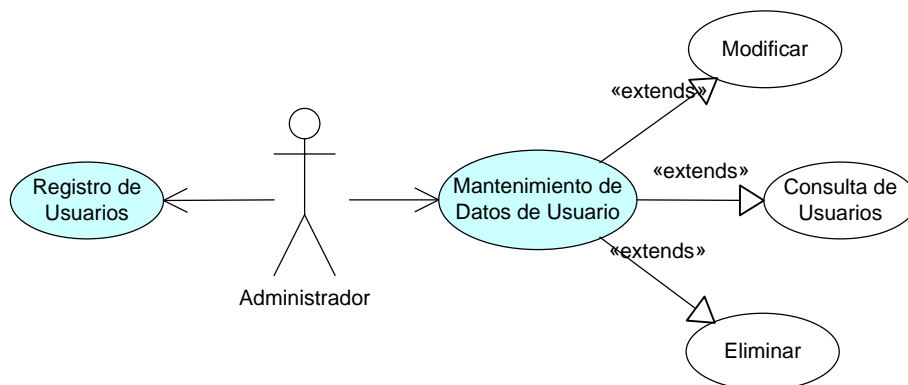 Modificar
«extends»
Registro de
Usuarios
Mantenimiento de
Datos de Usuario
«extends»
Consulta de
Usuarios
«extends»
Administrador
Eliminar